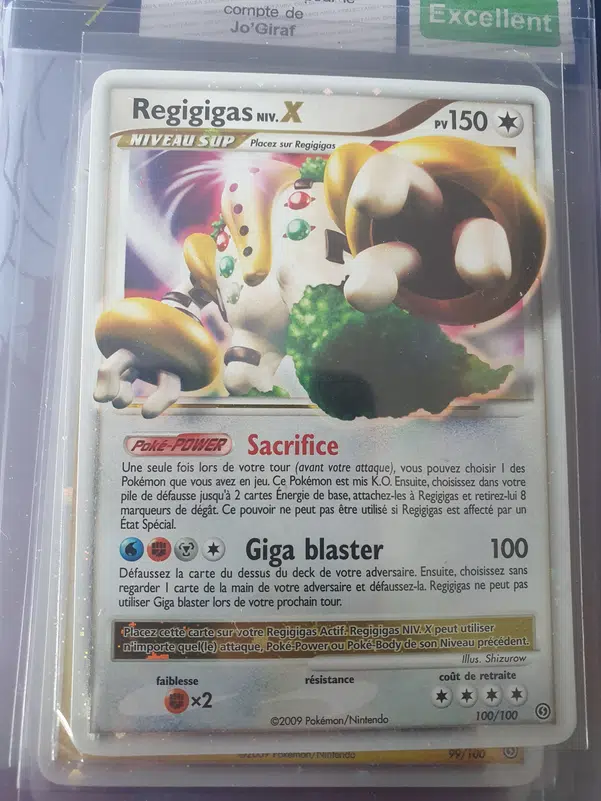 compte de
Jo'Giraf
Excellent
Regigigas NIV. X
PV 150
NIVEAU SUP Placez sur Regigigas
Poké-POWER Sacrifice
Une seule fois lors de votre tour (avant votre attaque), vous pouvez choisir 1 des
Pokémon que vous avez en jeu. Ce Pokémon est mis K.O. Ensuite, choisissez dans votre
pile de défausse jusqu'à 2 cartes Énergie de base, attachez-les à Regigigas et retirez-lui 8
marqueurs de dégât. Ce pouvoir ne peut pas être utilisé si Regigigas est affecté par un
État Spécial.
Giga blaster 100
Défaussez la carte du dessus du deck de votre adversaire. Ensuite, choisissez sans
regarder 1 carte de la main de votre adversaire et défaussez-la. Regigigas ne peut pas
utiliser Giga blaster lors de votre prochain tour.
Placez cette carte sur votre Regigigas Actif. Regigigas NIV. X peut utiliser
n'importe quel(le) attaque, Poké-Power ou Poké-Body de son Niveau précédent.
Illus. Shizurow
faiblesse résistance coût de retraite
×2
©2009 Pokémon/Nintendo 100/100
©2009 Pokémon/Nintendo 99/100